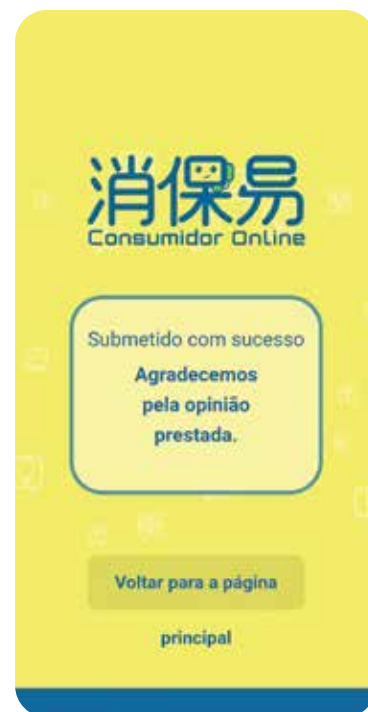 消保易
Consumidor Online
Submetido com sucesso
Agradecemos
pela opinião
prestada.
Voltar para a página
principal